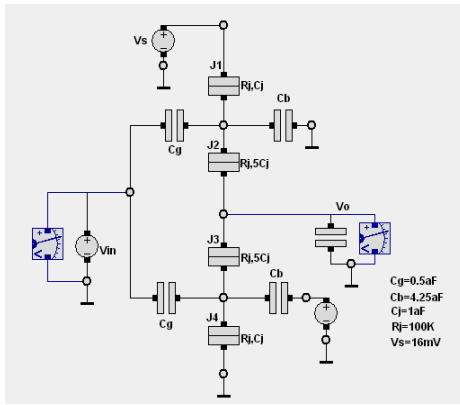 Vs
J1
Rj,Cj
Cb
Cg
J2
Rj,5Cj
Vo
Vin
J3
Rj,5Cj
Cb
Cg
J4
Rj,Cj
Cg=0.5aF
Cb=4.25aF
Cj=1aF
Rj=100K
Vs=16mV